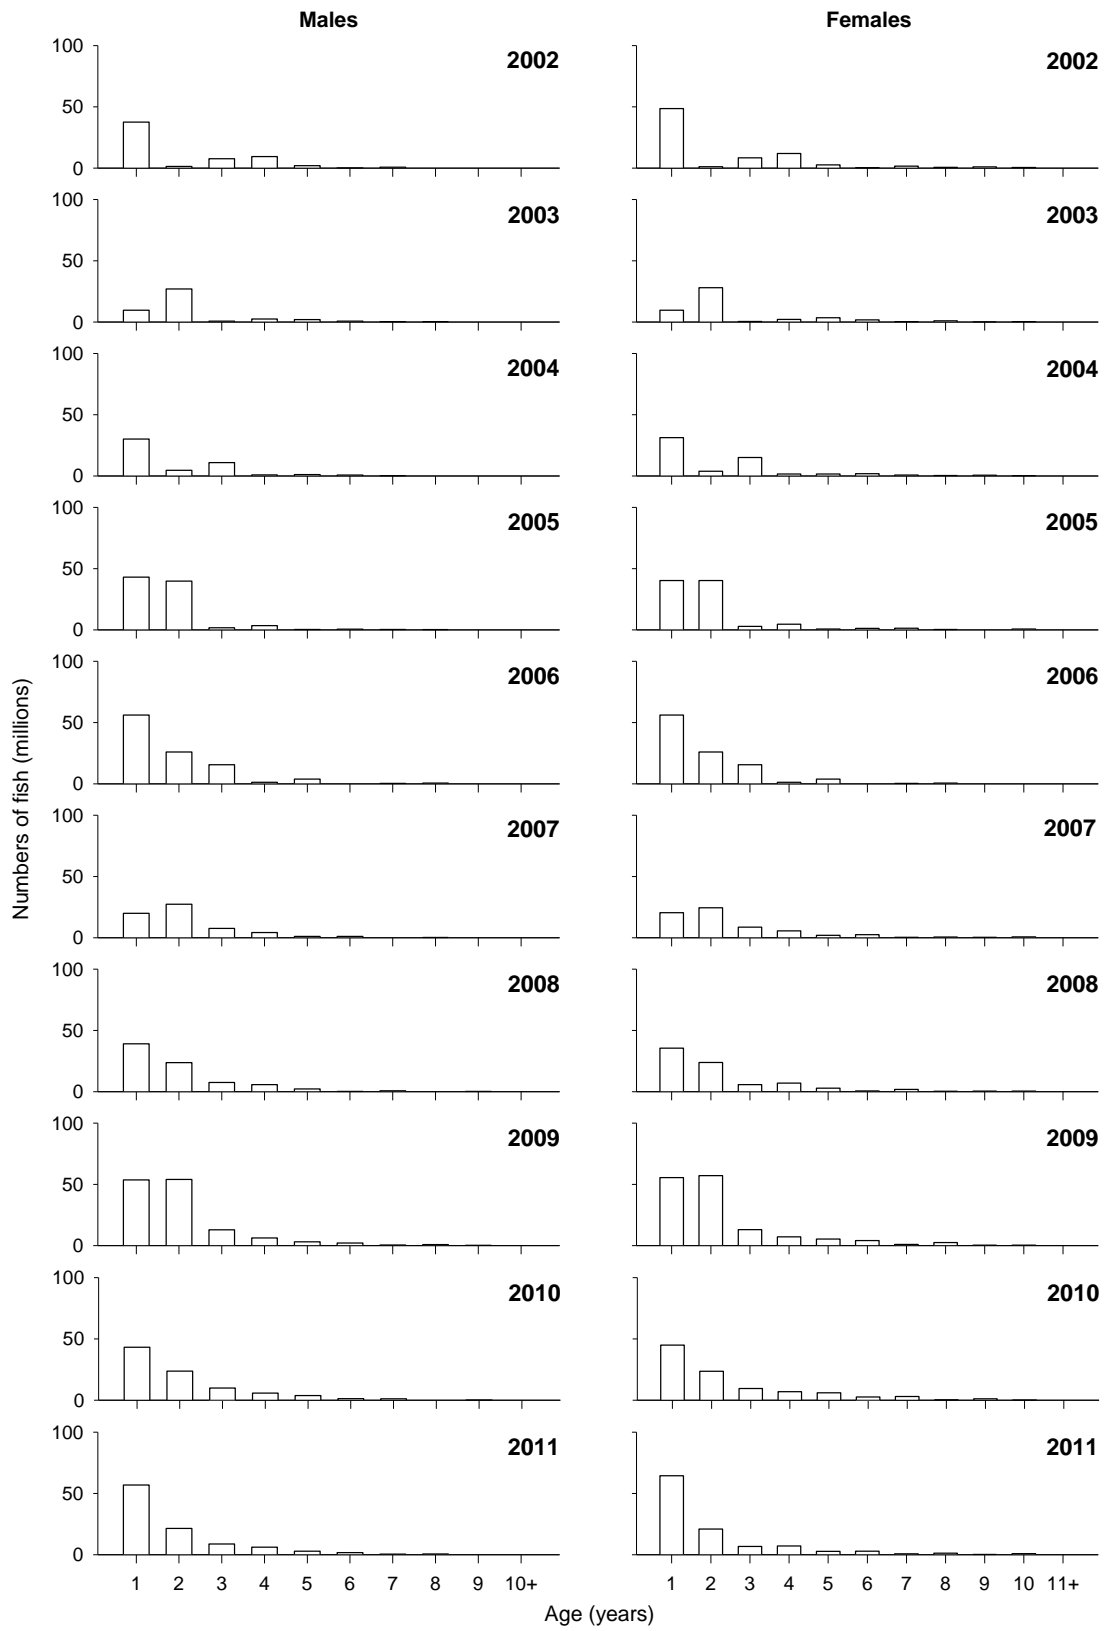 Males Females
100 2002 2002
50
0
100 2003 2003
50
0
100 2004 2004
50
0
100 2005 2005
50
0
100 2006 2006
50
0
100 2007 2007
50
0
100 2008 2008
50
0
100 2009 2009
50
0
100 2010 2010
50
0
100 2011 2011
50
0
Numbers of fish (millions)
1 2 3 4 5 6 7 8 9 10+ 1 2 3 4 5 6 7 8 9 10 11+
Age (years)